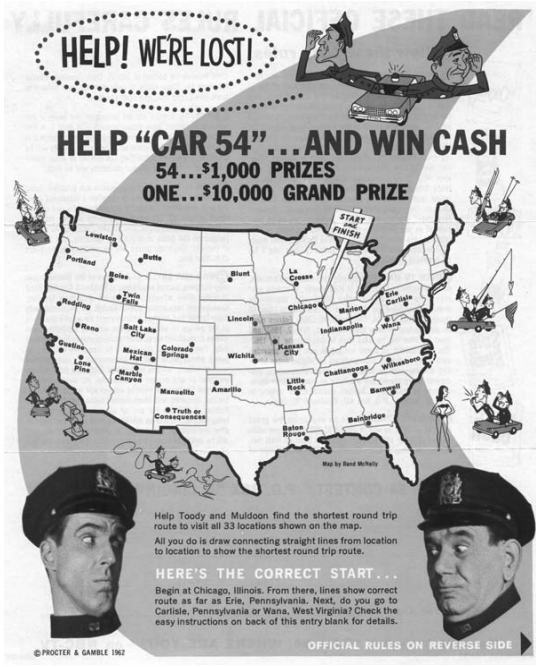 HELP! WE'RE LOST!
HELP "CAR 54"... AND WIN CASH
54...$1,000 PRIZES
ONE...$10,000 GRAND PRIZE
START
and
FINISH
Lewiston
Portland
Butte
Boise
Twin
Falls
Blunt
La
Crosse
Erie
Carlisle
Redding
Reno
Salt Lake
City
Lincoln
Chicago
Marion
Indianapolis
Wana
Gustine
Lone
Pine
Mexican
Hat
Colorado
Springs
Wichita
Kansas
City
Marble
Canyon
Manuelito
Amarillo
Little
Rock
Chattanooga
Wilkesboro
Barnwell
Truth or
Consequences
Baton
Rouge
Bainbridge
Map by Rand McNally
Help Toody and Muldoon find the shortest round trip
route to visit all 33 locations shown on the map.
All you do is draw connecting straight lines from location
to location to show the shortest round trip route.
HERE'S THE CORRECT START...
Begin at Chicago, Illinois. From there, lines show correct
route as far as Erie, Pennsylvania. Next, do you go to
Carlisle, Pennsylvania or Wana, West Virginia? Check the
easy instructions on back of this entry blank for details.
OFFICIAL RULES ON REVERSE SIDE
© PROCTER & GAMBLE 1962